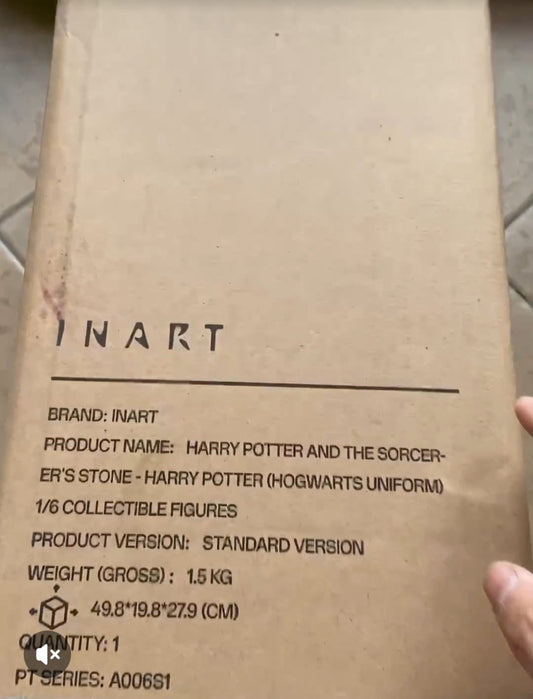 INART
BRAND: INART
PRODUCT NAME: HARRY POTTER AND THE SORCER-
ER'S STONE - HARRY POTTER (HOGWARTS UNIFORM)
1/6 COLLECTIBLE FIGURES
PRODUCT VERSION: STANDARD VERSION
WEIGHT (GROSS) : 1.5 KG
49.8*19.8*27.9 (CM)
QUANTITY: 1
PT SERIES: A006S1